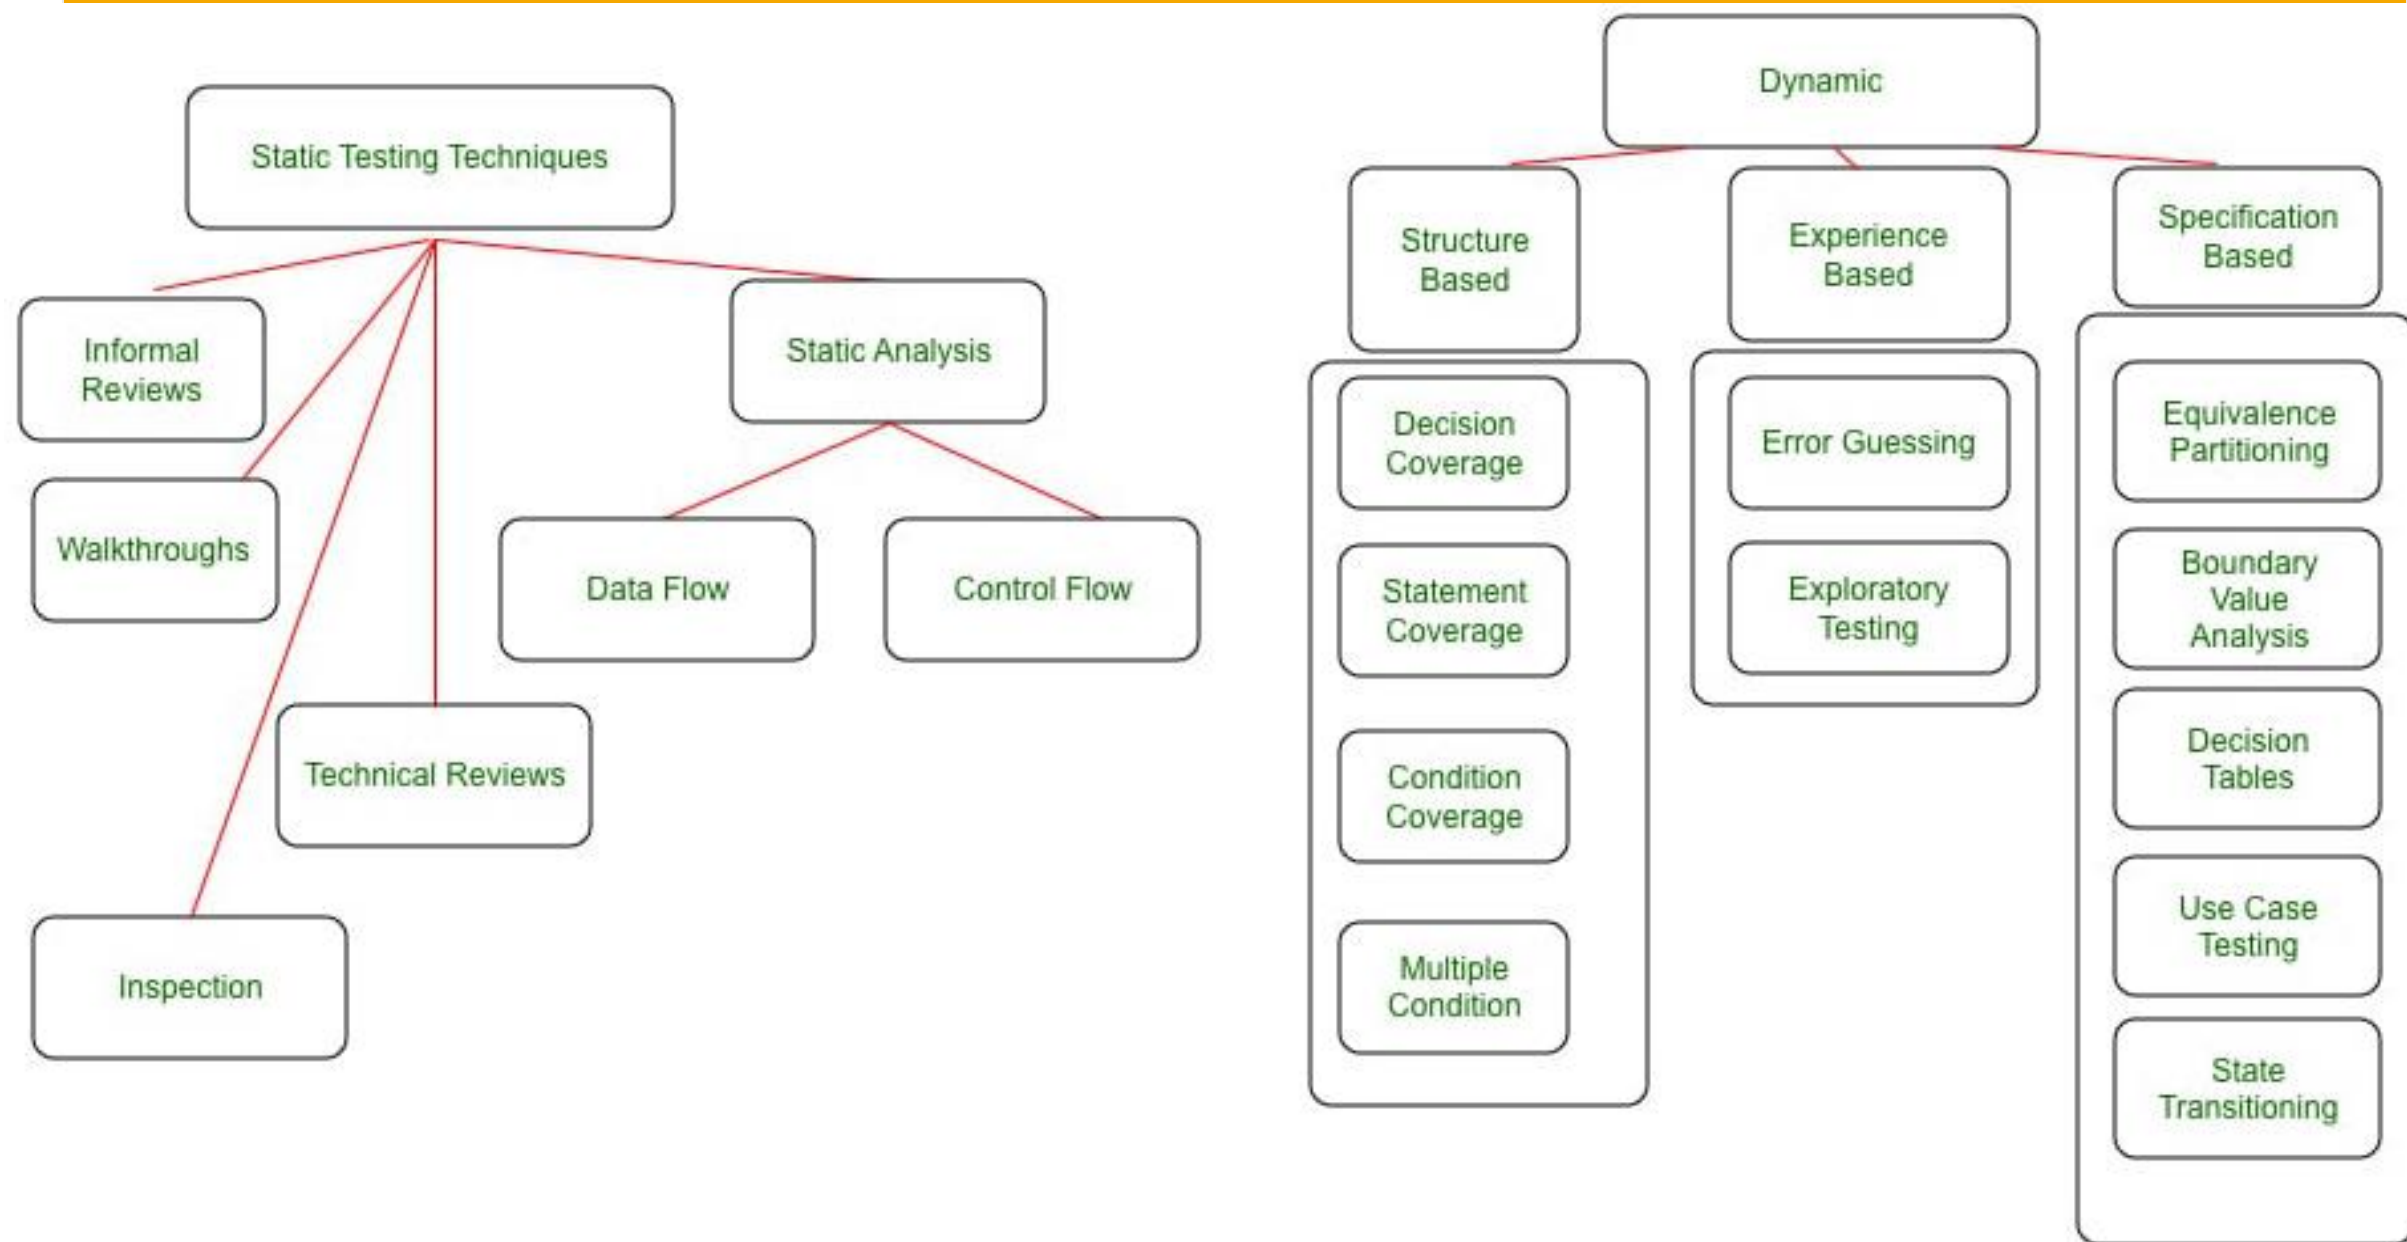 Static Testing Techniques
Informal
Reviews
Walkthroughs
Inspection
Technical Reviews
Static Analysis
Data Flow
Control Flow
Dynamic
Structure
Based
Decision
Coverage
Statement
Coverage
Condition
Coverage
Multiple
Condition
Experience
Based
Error Guessing
Exploratory
Testing
Specification
Based
Equivalence
Partitioning
Boundary
Value
Analysis
Decision
Tables
Use Case
Testing
State
Transitioning